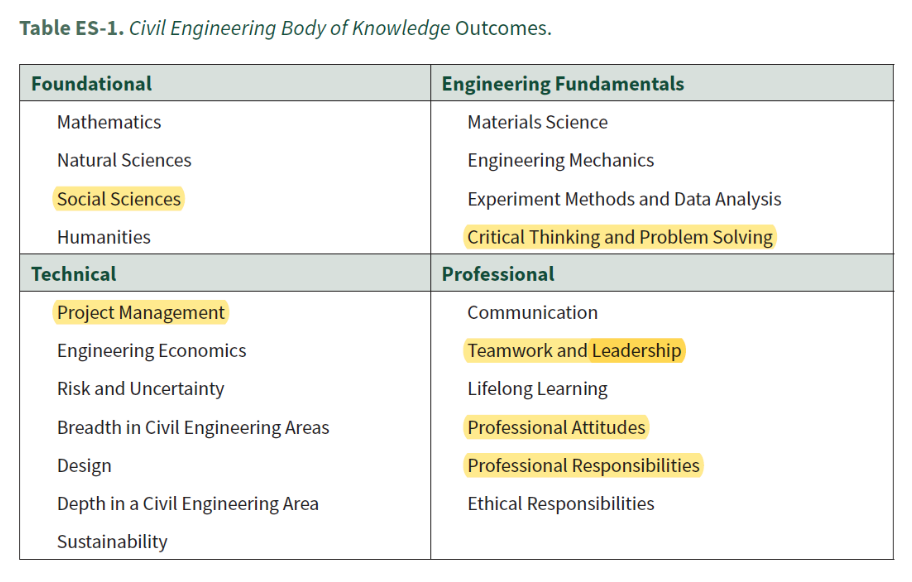 Table ES-1. Civil Engineering Body of Knowledge Outcomes.
Foundational
Mathematics
Natural Sciences
Social Sciences
Humanities
Engineering Fundamentals
Materials Science
Engineering Mechanics
Experiment Methods and Data Analysis
Critical Thinking and Problem Solving
Technical
Project Management
Engineering Economics
Risk and Uncertainty
Breadth in Civil Engineering Areas
Design
Depth in a Civil Engineering Area
Sustainability
Professional
Communication
Teamwork and Leadership
Lifelong Learning
Professional Attitudes
Professional Responsibilities
Ethical Responsibilities